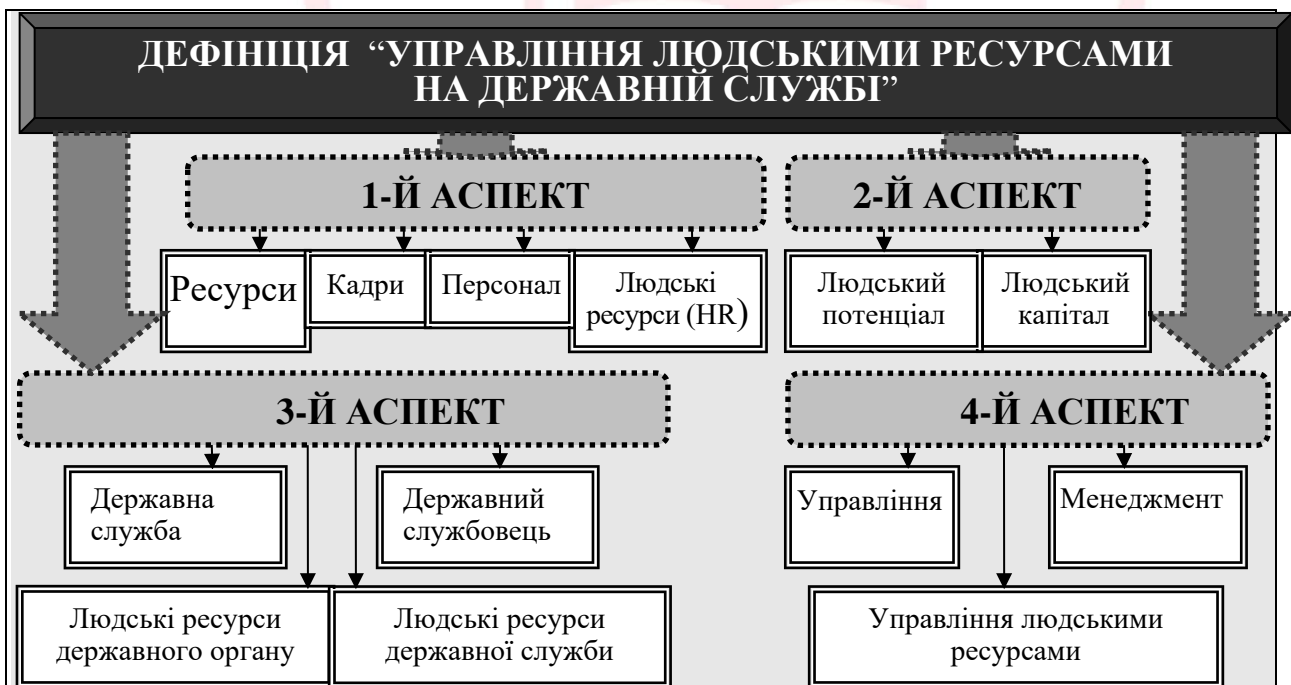 ДЕФІНІЦІЯ “УПРАВЛІННЯ ЛЮДСЬКИМИ РЕСУРСАМИ
НА ДЕРЖАВНІЙ СЛУЖБІ”
1-Й АСПЕКТ
2-Й АСПЕКТ
Ресурси
Кадри
Персонал
Людські
ресурси (HR)
Людський
потенціал
Людський
капітал
3-Й АСПЕКТ
4-Й АСПЕКТ
Державна
служба
Державний
службовець
Управління
Менеджмент
Людські ресурси
державного органу
Людські ресурси
державної служби
Управління людськими
ресурсами